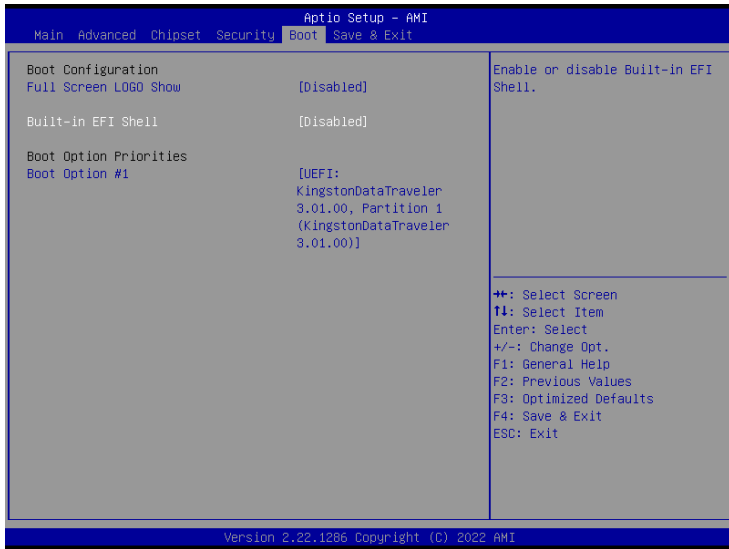 Aptio Setup – AMI
Main Advanced Chipset Security Boot Save & Exit
Boot Configuration
Full Screen LOGO Show [Disabled]
Built-in EFI Shell [Disabled]
Boot Option Priorities
Boot Option #1 [UEFI:
KingstonDataTraveler
3.01.00, Partition 1
(KingstonDataTraveler
3.01.00)]
Enable or disable Built-in EFI
Shell.
→←: Select Screen
↑↓: Select Item
Enter: Select
+/-: Change Opt.
F1: General Help
F2: Previous Values
F3: Optimized Defaults
F4: Save & Exit
ESC: Exit
Version 2.22.1286 Copyright (C) 2022 AMI